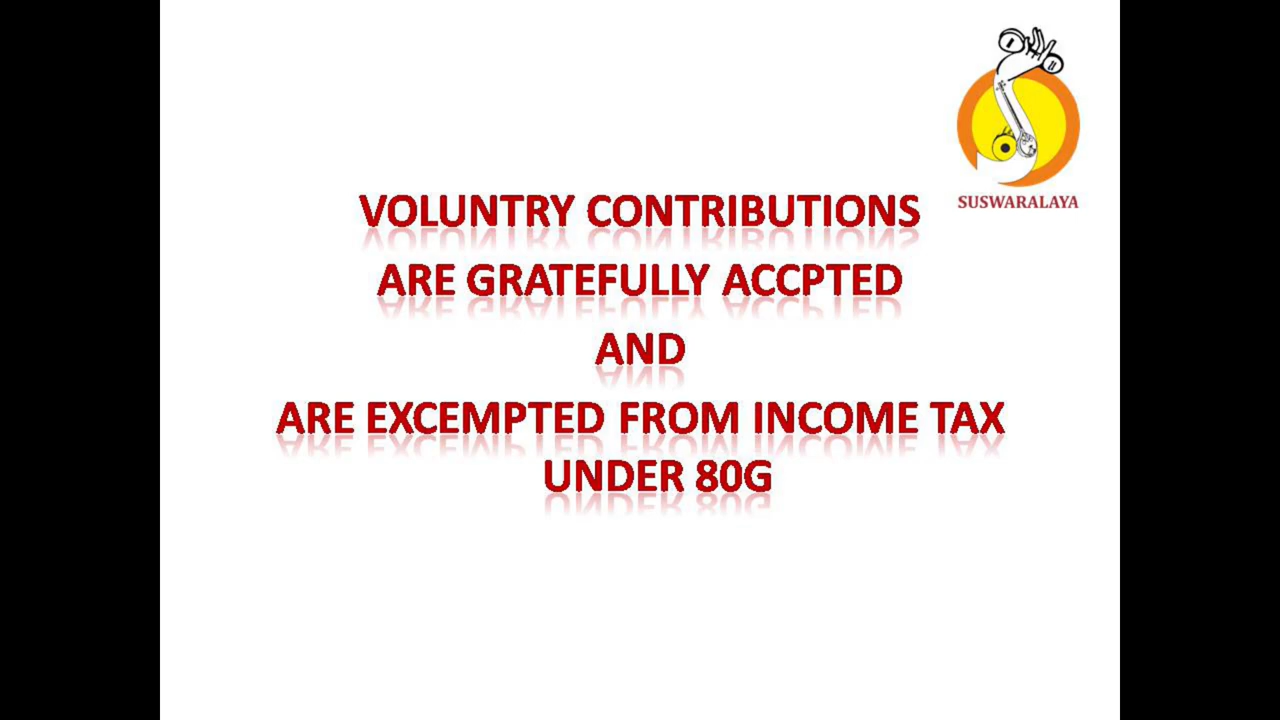 SUSWARALAYA
VOLUNTRY CONTRIBUTIONS
ARE GRATEFULLY ACCPTED
AND
ARE EXCEMPTED FROM INCOME TAX
UNDER 80G